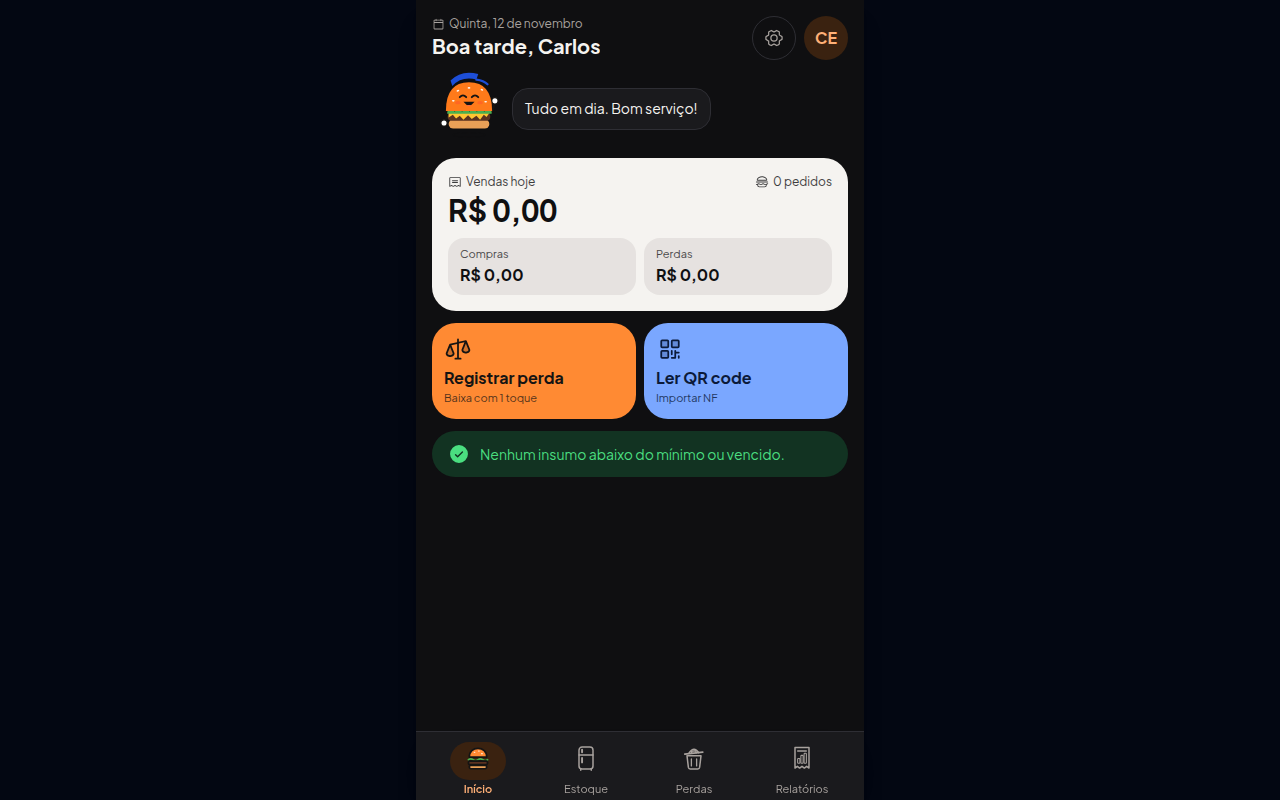 Quinta, 12 de novembro
Boa tarde, Carlos
CE
Tudo em dia. Bom serviço!
Vendas hoje
0 pedidos
R$ 0,00
Compras
R$ 0,00
Perdas
R$ 0,00
Registrar perda
Baixa com 1 toque
Ler QR code
Importar NF
Nenhum insumo abaixo do mínimo ou vencido.
Início
Estoque
Perdas
Relatórios